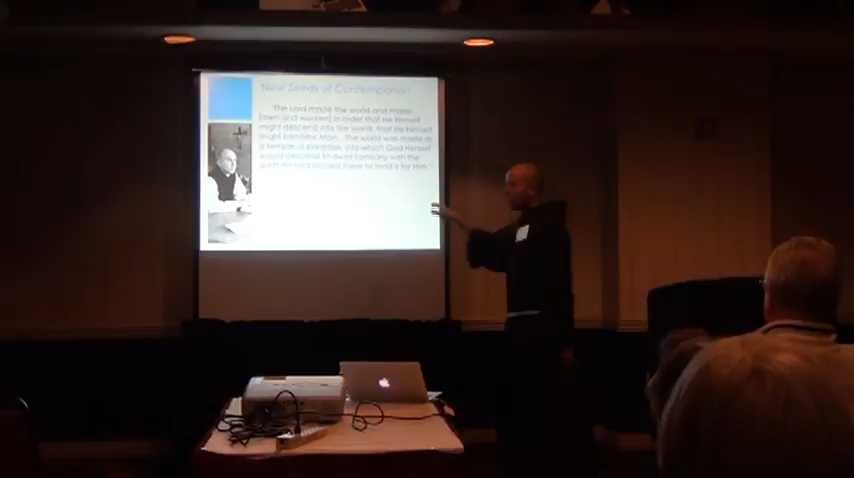 New Seeds of Contemplation
"The Lord made the world and made
[men and women] in order that He Himself
might descend into the world, that He Himself
might become Man... The world was made as
a temple, a paradise, into which God Himself
would descend to dwell familiarly with the
spirits He had placed there to tend it for Him.